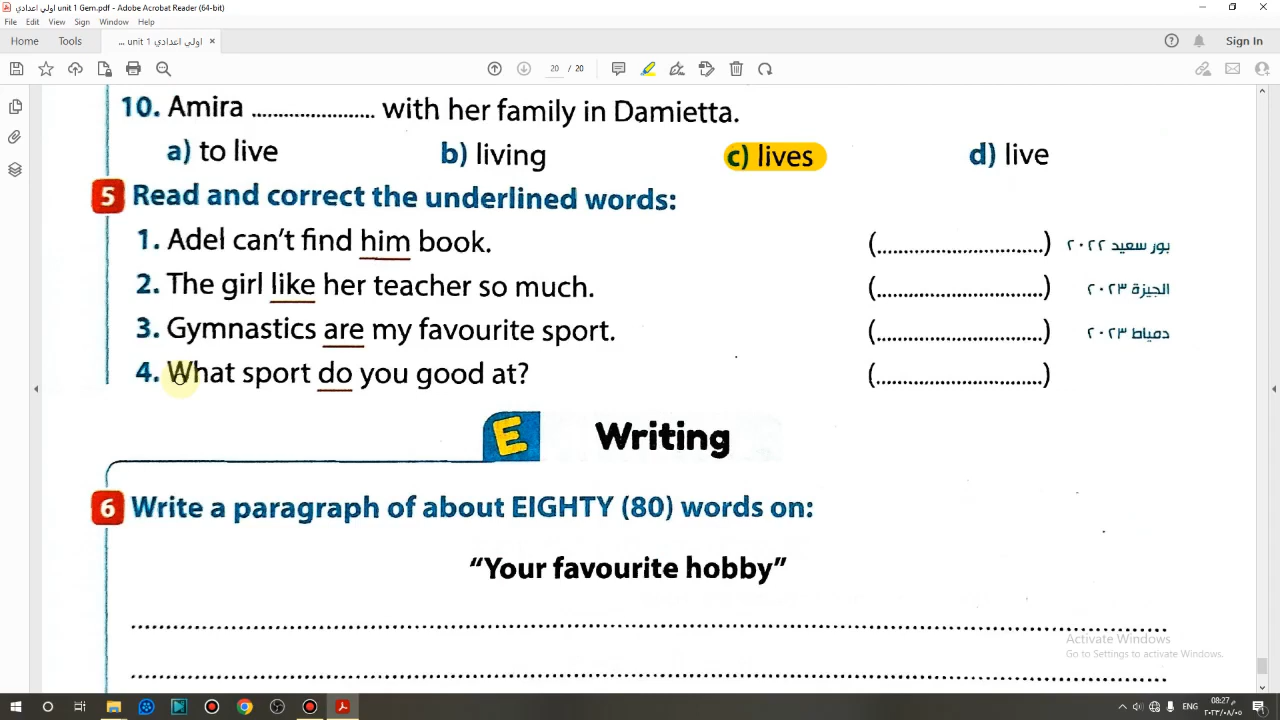 اولي اعدادي unit 1 Gem.pdf - Adobe Acrobat Reader (64-bit)
File Edit View Sign Window Help
Home Tools ... unit 1 اولي اعدادي × Sign In
20 / 20
10. Amira ...................... with her family in Damietta.
a) to live b) living c) lives d) live
5 Read and correct the underlined words:
1. Adel can't find him book. (..............................) بور سعيد ٢٠٢٢
2. The girl like her teacher so much. (..............................) الجيزة ٢٠٢٣
3. Gymnastics are my favourite sport. (..............................) دمياط ٢٠٢٣
4. What sport do you good at? (..............................)
E Writing
6 Write a paragraph of about EIGHTY (80) words on:
"Your favourite hobby"
Activate Windows
Go to Settings to activate Windows.
ENG
08:27 م
٢٠٢٣/٠٨/٠٥